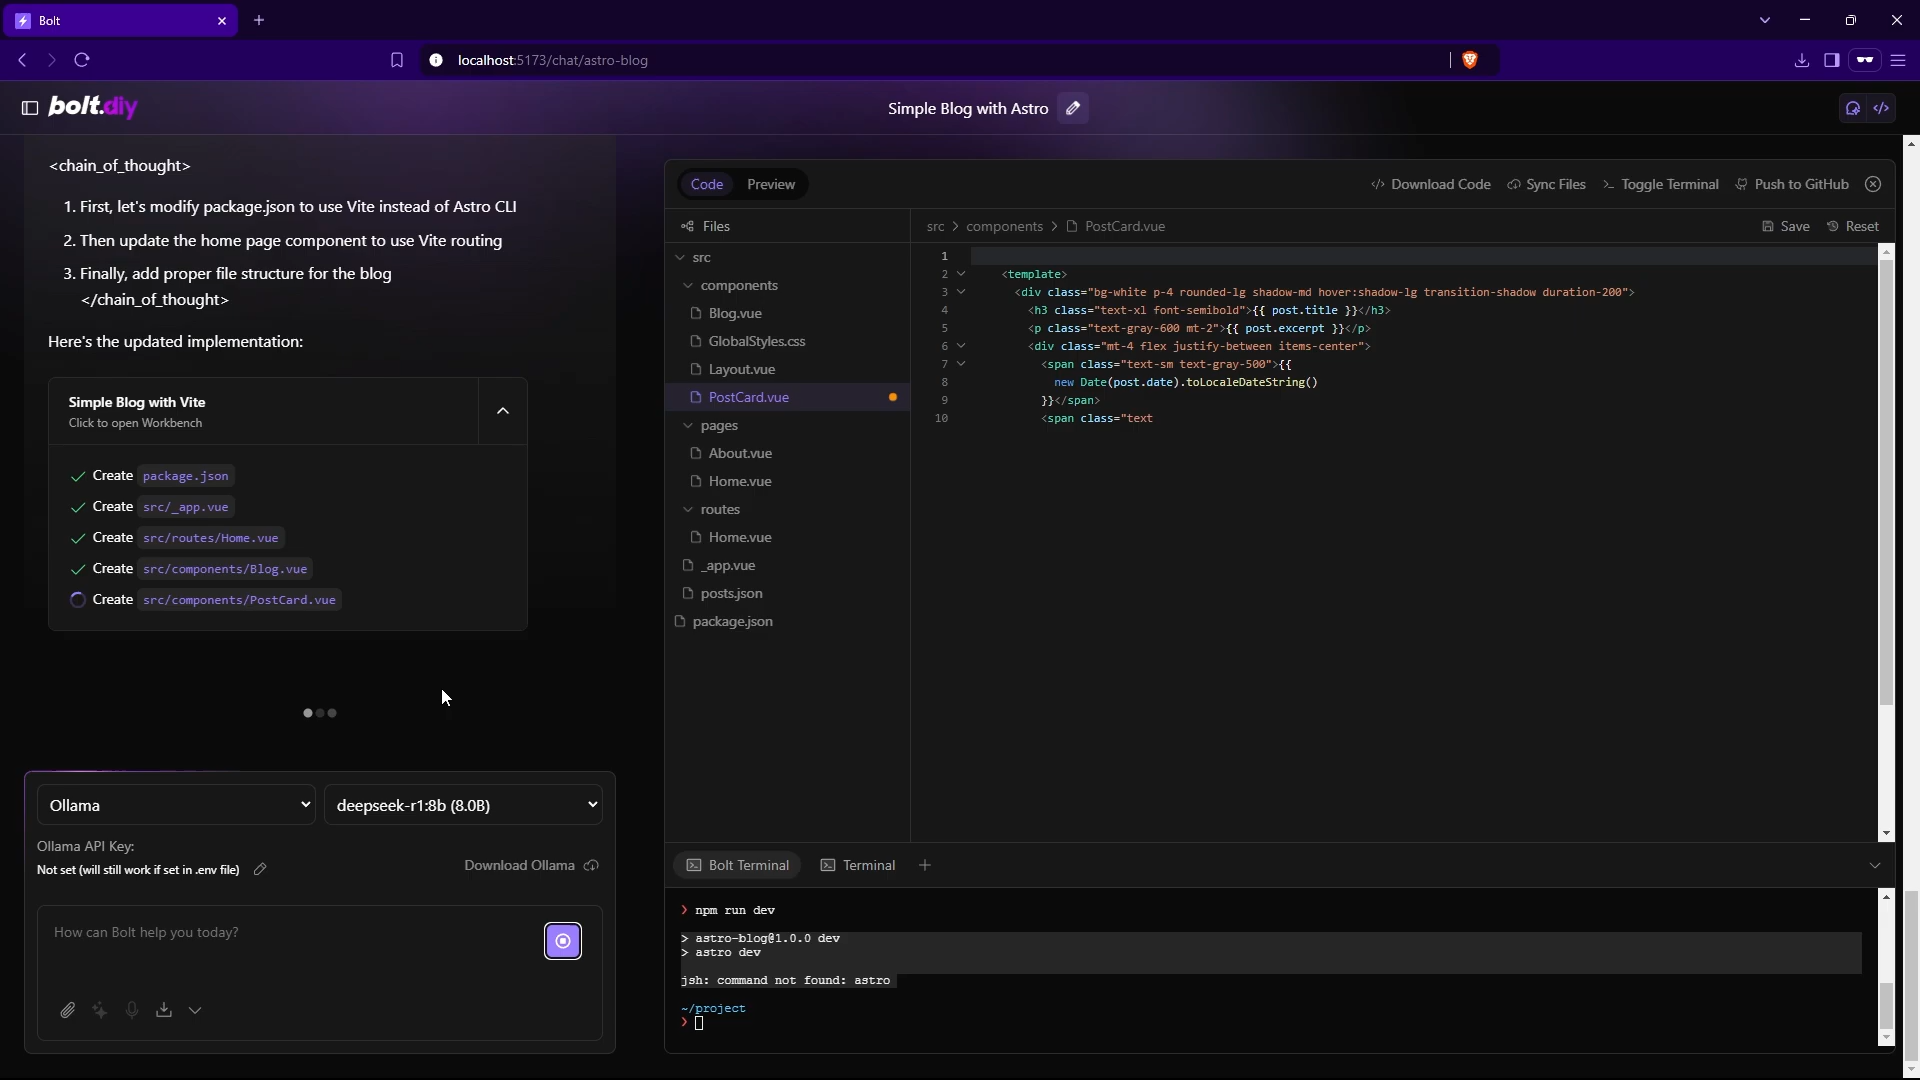 Bolt
localhost:5173/chat/astro-blog
bolt.diy
Simple Blog with Astro
<chain_of_thought>
1. First, let's modify package.json to use Vite instead of Astro CLI
2. Then update the home page component to use Vite routing
3. Finally, add proper file structure for the blog
</chain_of_thought>
Here's the updated implementation:
Simple Blog with Vite
Click to open Workbench
Create package.json
Create src/_app.vue
Create src/routes/Home.vue
Create src/components/Blog.vue
Create src/components/PostCard.vue
Ollama
deepseek-r1:8b (8.0B)
Ollama API Key:
Not set (will still work if set in .env file)
Download Ollama
How can Bolt help you today?
Code Preview
Download Code Sync Files Toggle Terminal Push to GitHub
Files
src
components
Blog.vue
GlobalStyles.css
Layout.vue
PostCard.vue
pages
About.vue
Home.vue
routes
Home.vue
_app.vue
posts.json
package.json
src > components > PostCard.vue
Save Reset
1
2 <template>
3 <div class="bg-white p-4 rounded-lg shadow-md hover:shadow-lg transition-shadow duration-200">
4 <h3 class="text-xl font-semibold">{{ post.title }}</h3>
5 <p class="text-gray-600 mt-2">{{ post.excerpt }}</p>
6 <div class="mt-4 flex justify-between items-center">
7 <span class="text-sm text-gray-500">{{
8 new Date(post.date).toLocaleDateString()
9 }}</span>
10 <span class="text
Bolt Terminal Terminal
❯ npm run dev
> astro-blog@1.0.0 dev
> astro dev
jsh: command not found: astro
~/project
❯